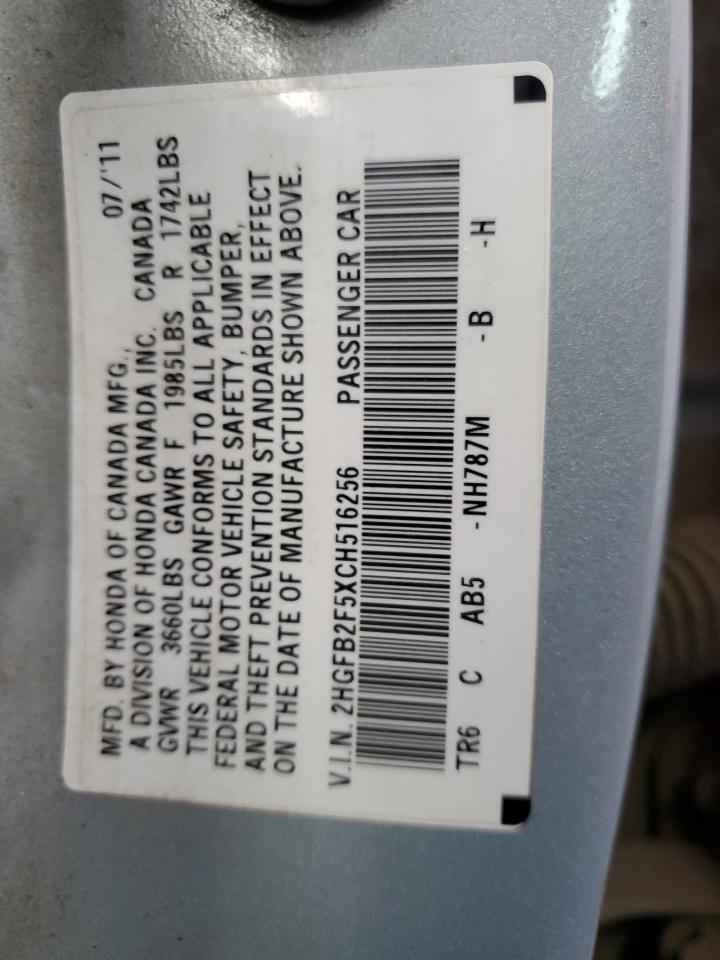 MFD. BY HONDA OF CANADA MFG., 07/'11
A DIVISION OF HONDA CANADA INC. CANADA
GVWR 3660LBS GAWR F 1985LBS R 1742LBS
THIS VEHICLE CONFORMS TO ALL APPLICABLE
FEDERAL MOTOR VEHICLE SAFETY, BUMPER,
AND THEFT PREVENTION STANDARDS IN EFFECT
ON THE DATE OF MANUFACTURE SHOWN ABOVE.
V.I.N. 2HGFB2F5XCH516256 PASSENGER CAR
TR6 C AB5 -NH787M -B -H